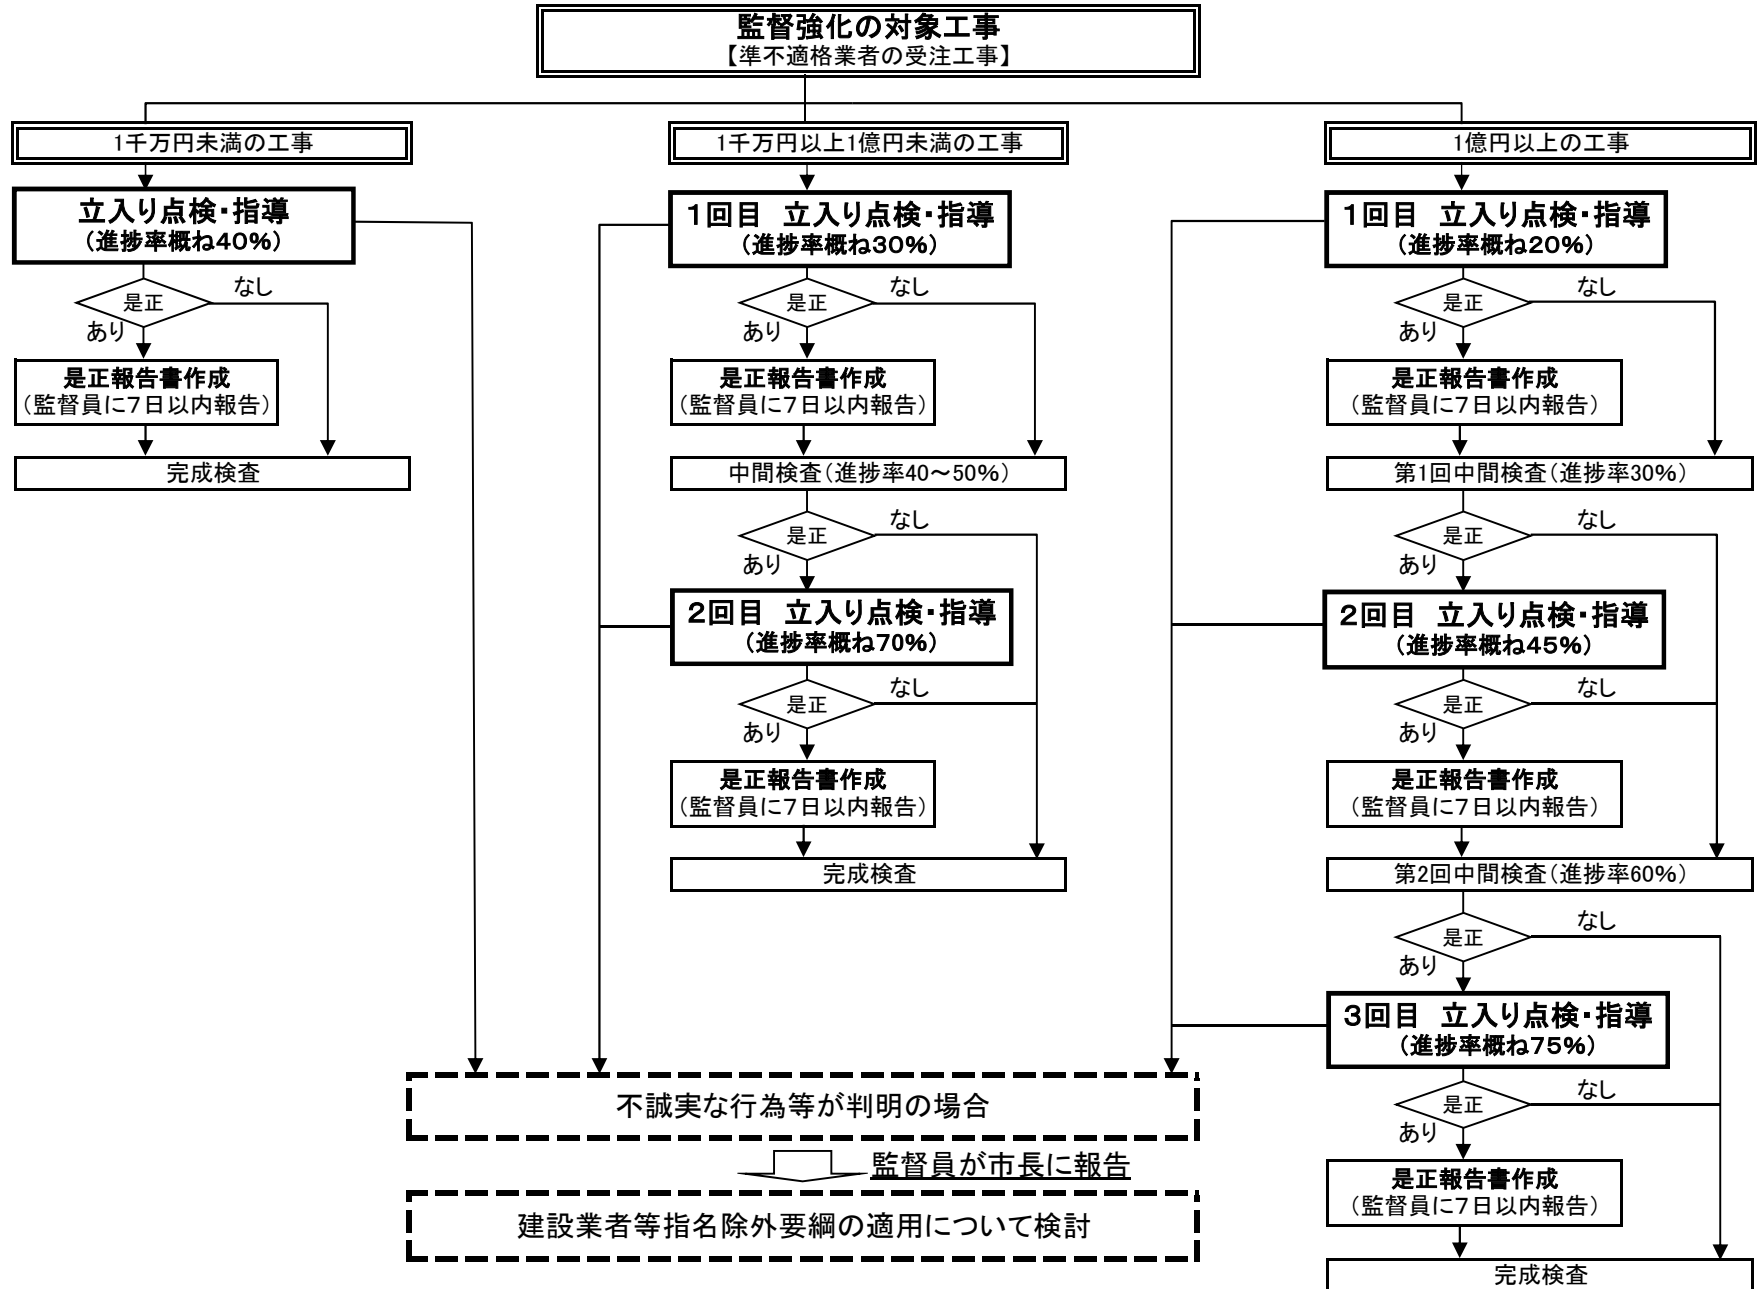 監督強化の対象工事
【準不適格業者の受注工事】
1千万円未満の工事
立入り点検・指導
(進捗率概ね40%)
是正
なし
あり
是正報告書作成
(監督員に7日以内報告)
完成検査
1千万円以上1億円未満の工事
1回目 立入り点検・指導
(進捗率概ね30%)
是正
なし
あり
是正報告書作成
(監督員に7日以内報告)
中間検査(進捗率40～50%)
是正
なし
あり
2回目 立入り点検・指導
(進捗率概ね70%)
是正
なし
あり
是正報告書作成
(監督員に7日以内報告)
完成検査
1億円以上の工事
1回目 立入り点検・指導
(進捗率概ね20%)
是正
なし
あり
是正報告書作成
(監督員に7日以内報告)
第1回中間検査(進捗率30%)
是正
なし
あり
2回目 立入り点検・指導
(進捗率概ね45%)
是正
なし
あり
是正報告書作成
(監督員に7日以内報告)
第2回中間検査(進捗率60%)
是正
なし
あり
3回目 立入り点検・指導
(進捗率概ね75%)
是正
なし
あり
是正報告書作成
(監督員に7日以内報告)
完成検査
不誠実な行為等が判明の場合
監督員が市長に報告
建設業者等指名除外要綱の適用について検討